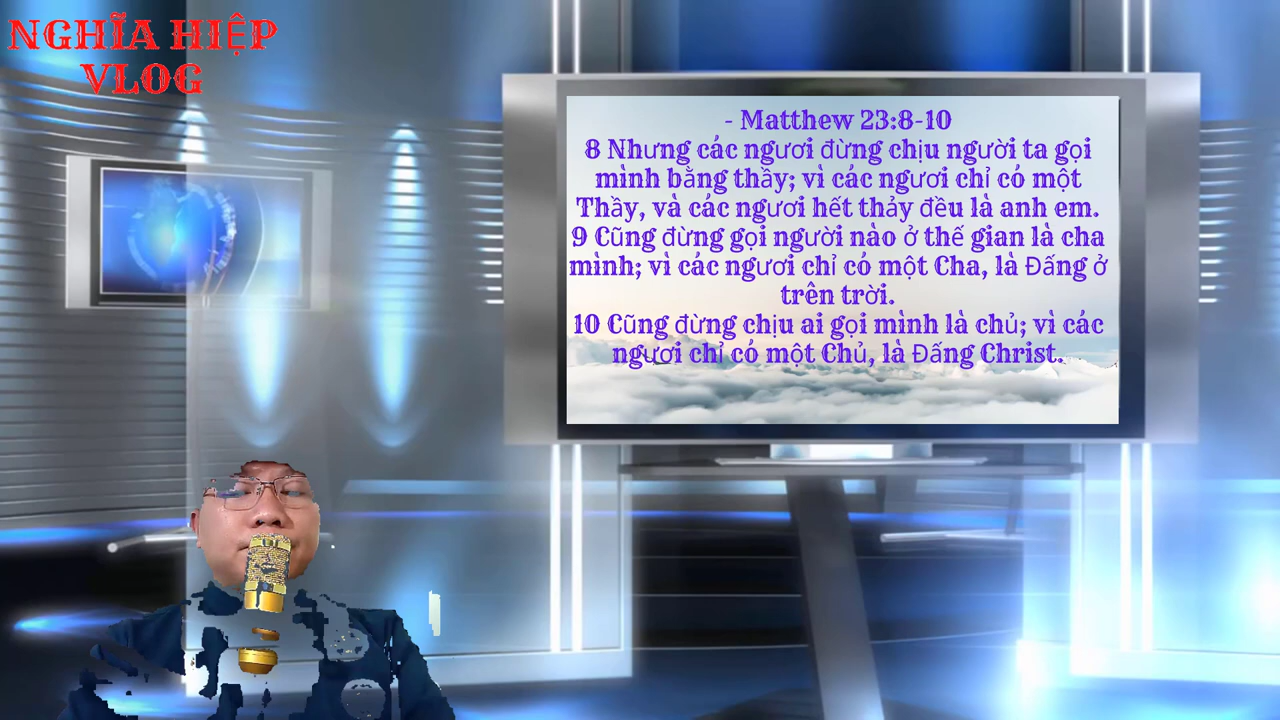 NGHĨA HIỆP
VLOG
- Matthew 23:8-10
8 Nhưng các ngươi đừng chịu người ta gọi
mình bằng thầy; vì các ngươi chỉ có một
Thầy, và các ngươi hết thảy đều là anh em.
9 Cũng đừng gọi người nào ở thế gian là cha
mình; vì các ngươi chỉ có một Cha, là Đấng ở
trên trời.
10 Cũng đừng chịu ai gọi mình là chủ; vì các
ngươi chỉ có một Chủ, là Đấng Christ.